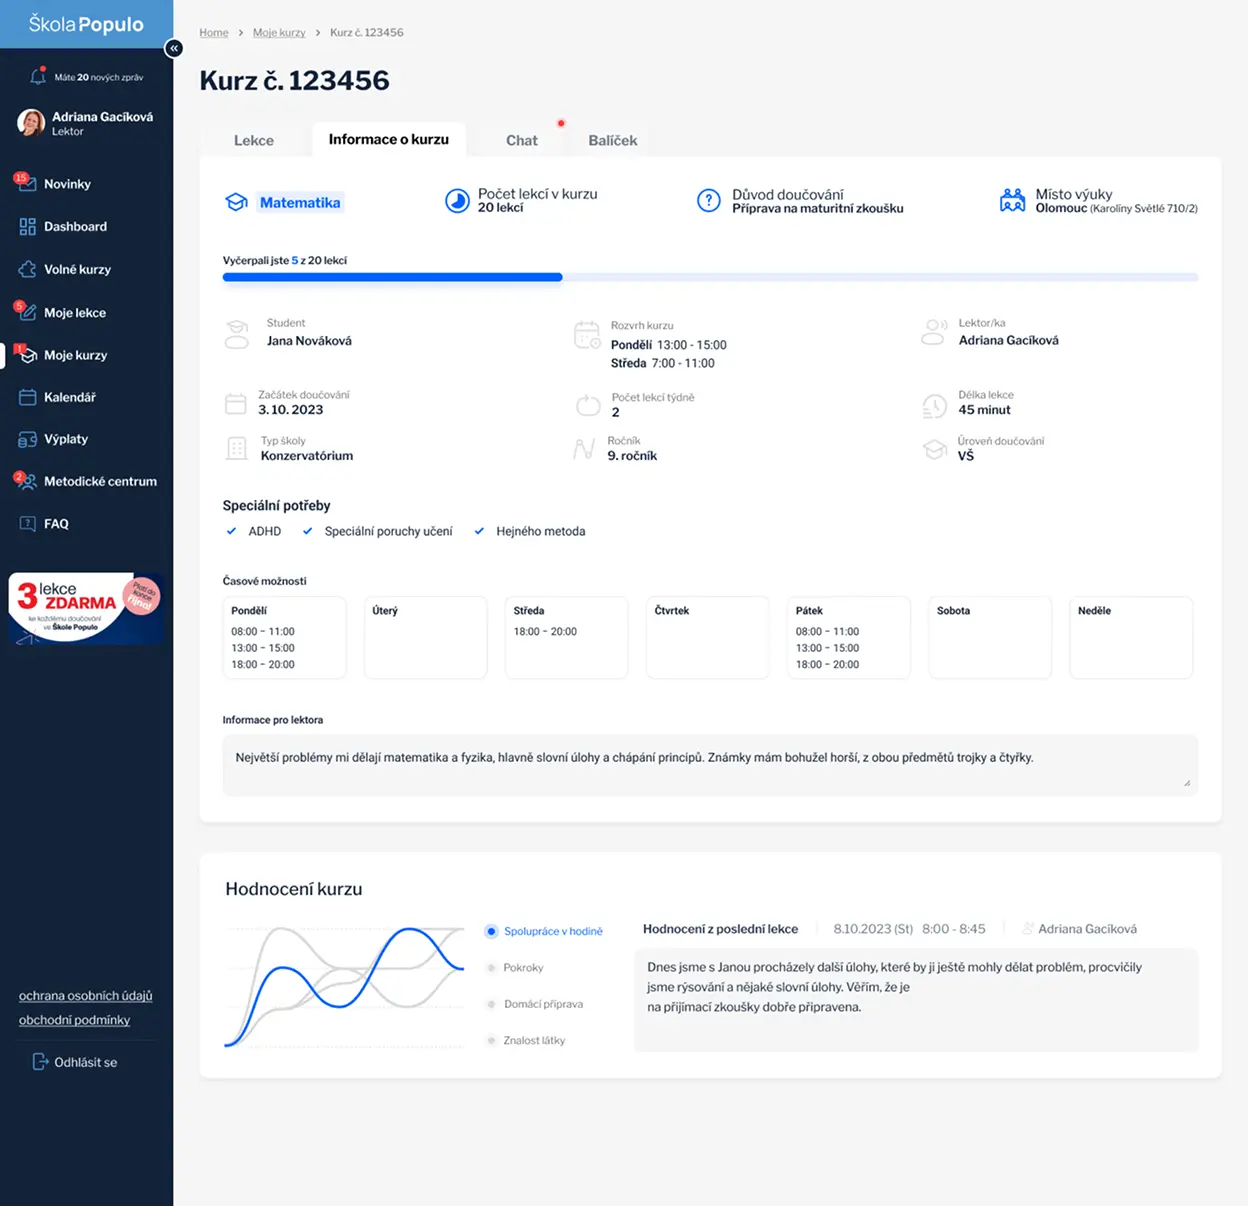 Škola Populo
Máte 20 nových zpráv
Adriana Gacíková
Lektor
15
Novinky
Dashboard
Volné kurzy
5
Moje lekce
!
Moje kurzy
Kalendář
Výplaty
2
Metodické centrum
?
FAQ
3 lekce
ZDARMA
ke každému doučování
ve Škole Populo
Platí do
konce
října!
ochrana osobních údajů
obchodní podmínky
Odhlásit se
«
Home > Moje kurzy > Kurz č. 123456
Kurz č. 123456
Lekce
Informace o kurzu
Chat
Balíček
Matematika
Počet lekcí v kurzu
20 lekcí
?
Důvod doučování
Příprava na maturitní zkoušku
Místo výuky
Olomouc (Karolíny Světlé 710/2)
Vyčerpali jste 5 z 20 lekcí
Student
Jana Nováková
Rozvrh kurzu
Pondělí 13:00 - 15:00
Středa 7:00 - 11:00
Lektor/ka
Adriana Gacíková
Začátek doučování
3. 10. 2023
Počet lekcí týdně
2
Délka lekce
45 minut
Typ školy
Konzervatórium
Ročník
9. ročník
Úroveň doučování
VŠ
Speciální potřeby
ADHD
Speciální poruchy učení
Hejného metoda
Časové možnosti
Pondělí
08:00 – 11:00
13:00 – 15:00
18:00 – 20:00
Úterý
Středa
18:00 – 20:00
Čtvrtek
Pátek
08:00 – 11:00
13:00 – 15:00
18:00 – 20:00
Sobota
Neděle
Informace pro lektora
Největší problémy mi dělají matematika a fyzika, hlavně slovní úlohy a chápání principů. Známky mám bohužel horší, z obou předmětů trojky a čtyřky.
Hodnocení kurzu
Spolupráce v hodině
Pokroky
Domácí příprava
Znalost látky
Hodnocení z poslední lekce
8.10.2023 (St) 8:00 - 8:45
Adriana Gacíková
Dnes jsme s Janou procházely další úlohy, které by ji ještě mohly dělat problém, procvičily
jsme rýsování a nějaké slovní úlohy. Věřím, že je
na přijímací zkoušky dobře připravena.